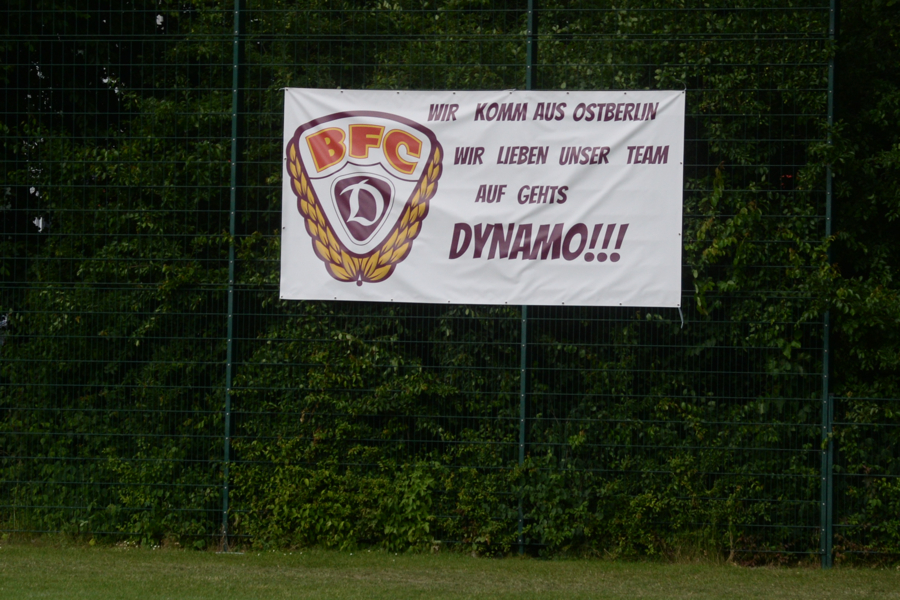 BFC
D
WIR KOMM AUS OSTBERLIN
WIR LIEBEN UNSER TEAM
AUF GEHTS
DYNAMO!!!